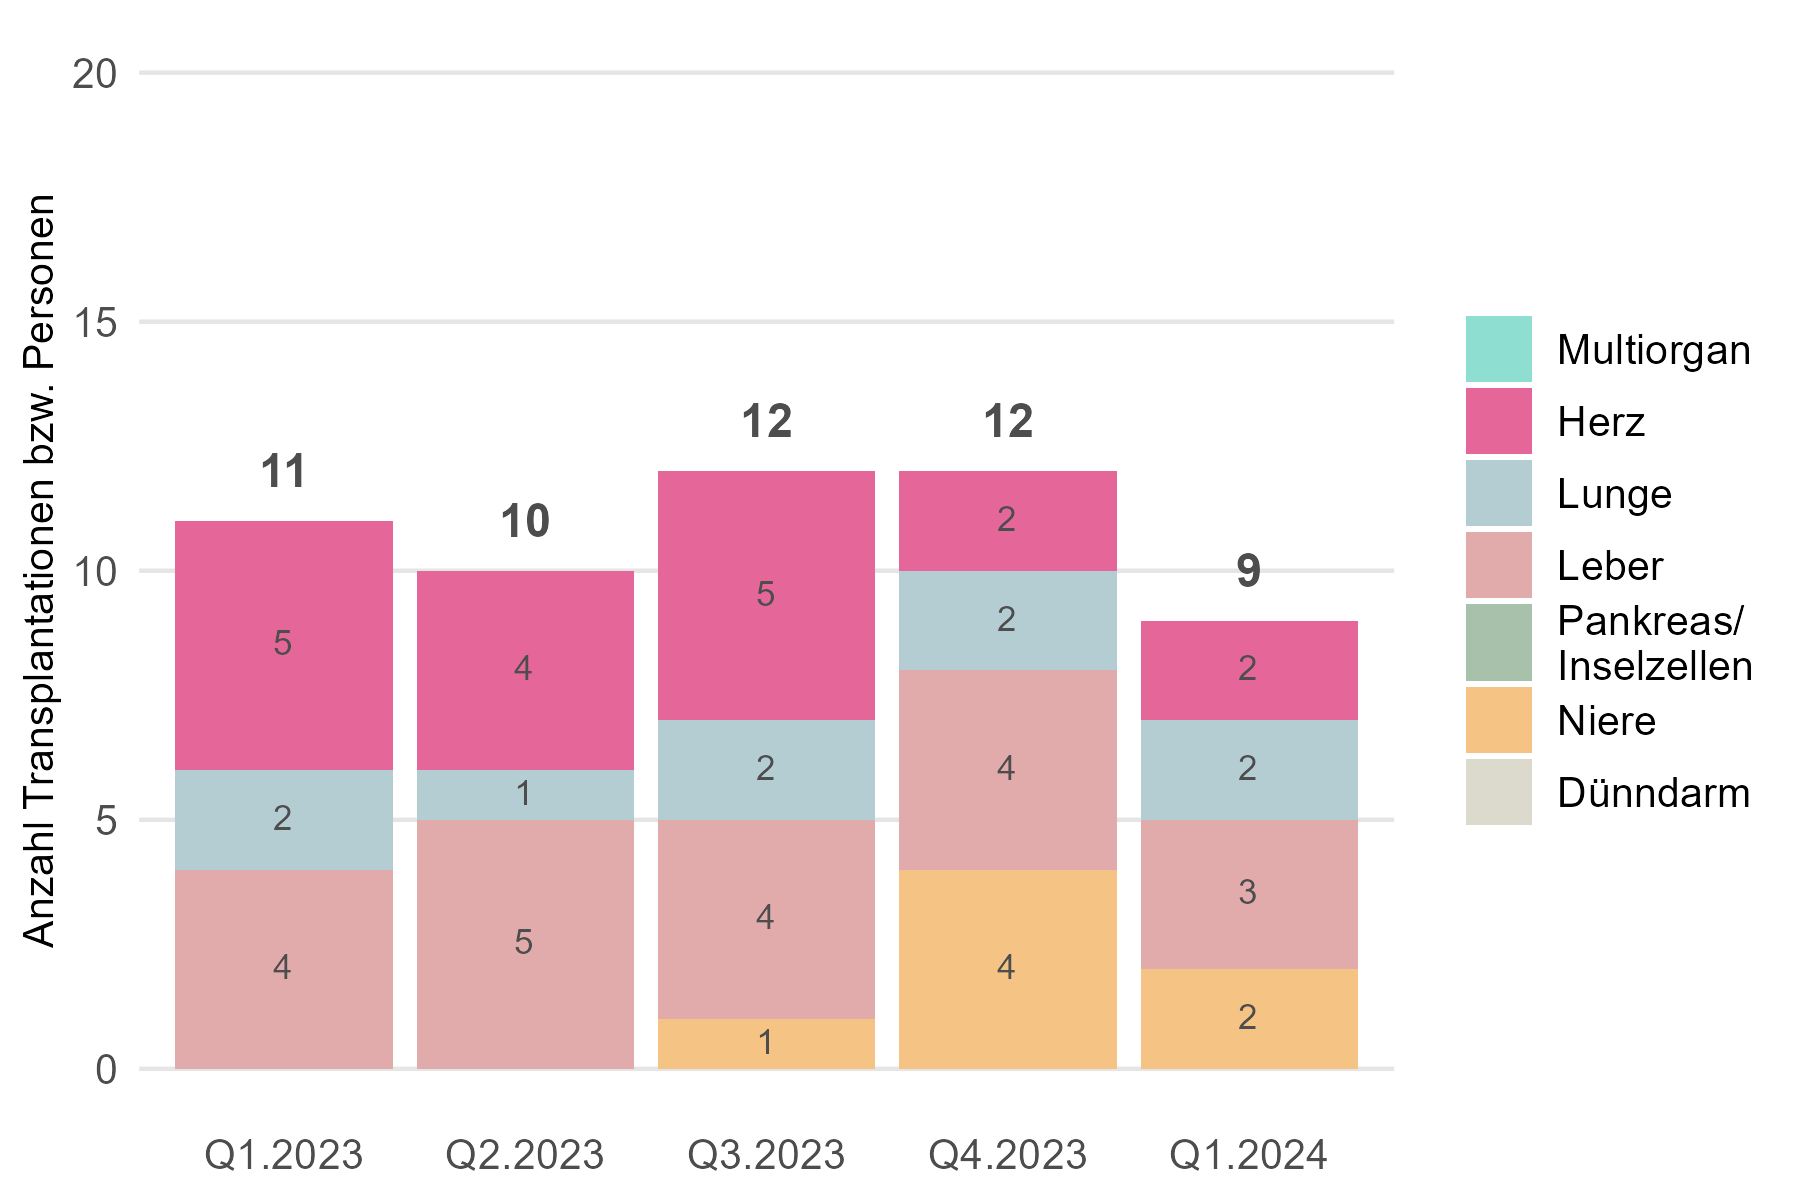 Anzahl Transplantationen bzw. Personen
20
15
10
5
0
11
5
2
4
10
4
1
5
12
5
2
4
1
12
2
2
4
4
9
2
2
3
2
Q1.2023
Q2.2023
Q3.2023
Q4.2023
Q1.2024
Multiorgan
Herz
Lunge
Leber
Pankreas/
Inselzellen
Niere
Dünndarm